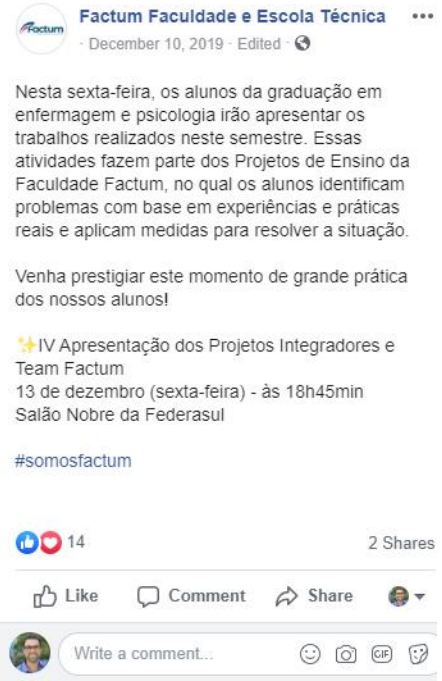 Factum
Factum Faculdade e Escola Técnica
· December 10, 2019 · Edited ·
Nesta sexta-feira, os alunos da graduação em
enfermagem e psicologia irão apresentar os
trabalhos realizados neste semestre. Essas
atividades fazem parte dos Projetos de Ensino da
Faculdade Factum, no qual os alunos identificam
problemas com base em experiências e práticas
reais e aplicam medidas para resolver a situação.
Venha prestigiar este momento de grande prática
dos nossos alunos!
✨IV Apresentação dos Projetos Integradores e
Team Factum
13 de dezembro (sexta-feira) - às 18h45min
Salão Nobre da Federasul
#somosfactum
14 2 Shares
Like Comment Share
Write a comment... GIF